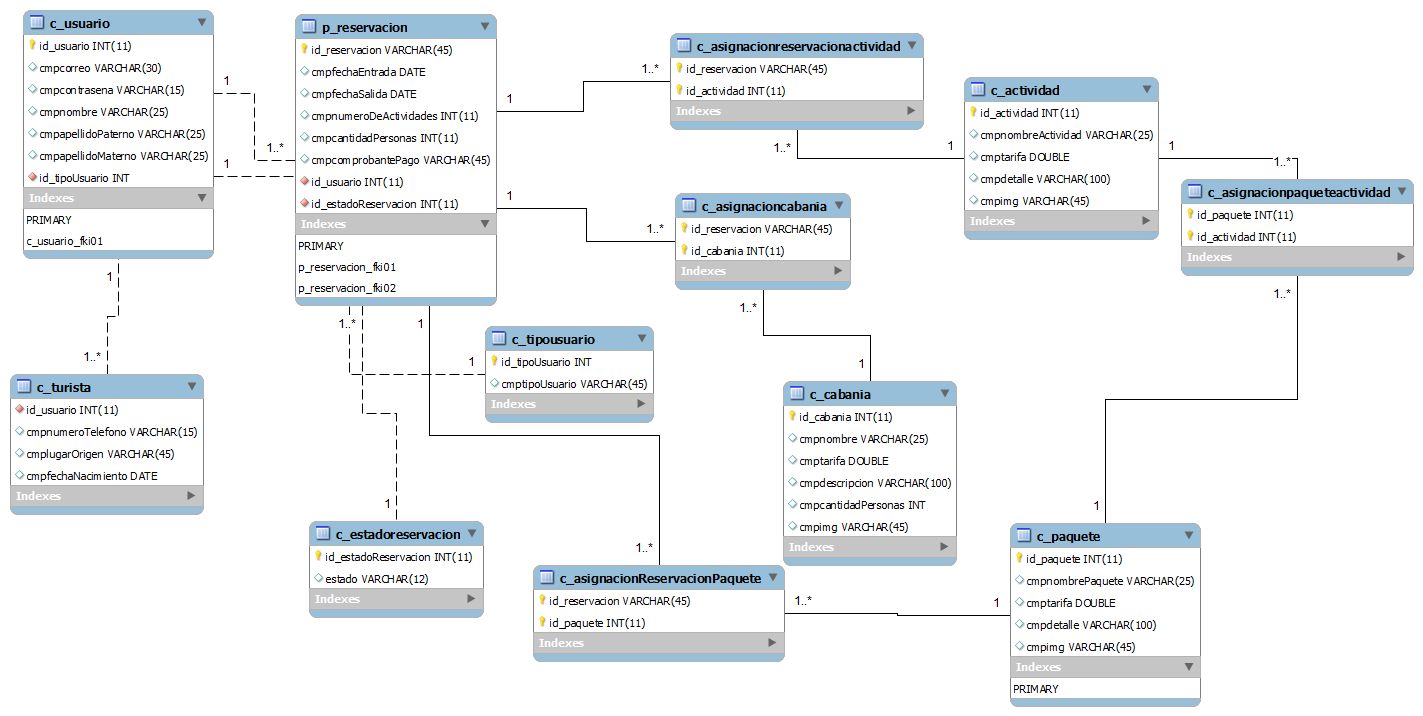 c_usuario
id_usuario INT(11)
cmpcorreo VARCHAR(30)
cmpcontrasena VARCHAR(15)
cmpnombre VARCHAR(25)
cmpapellidoPaterno VARCHAR(25)
cmpapellidoMaterno VARCHAR(25)
id_tipoUsuario INT
Indexes
PRIMARY
c_usuario_fki01
1
1..*
1
p_reservacion
id_reservacion VARCHAR(45)
cmpfechaEntrada DATE
cmpfechaSalida DATE
cmpnumeroDeActividades INT(11)
cmpcantidadPersonas INT(11)
cmpcomprobantePago VARCHAR(45)
id_usuario INT(11)
id_estadoReservacion INT(11)
Indexes
PRIMARY
p_reservacion_fki01
p_reservacion_fki02
1
1..*
c_asignacionreservacionactividad
id_reservacion VARCHAR(45)
id_actividad INT(11)
Indexes
1..*
1
c_actividad
id_actividad INT(11)
cmpnombreActividad VARCHAR(25)
cmptarifa DOUBLE
cmpdetalle VARCHAR(100)
cmpimg VARCHAR(45)
Indexes
1
1..*
c_asignacionpaqueteactividad
id_paquete INT(11)
id_actividad INT(11)
Indexes
1..*
1
1..*
c_asignacioncabania
id_reservacion VARCHAR(45)
id_cabania INT(11)
Indexes
1..*
1
1
1..*
c_turista
id_usuario INT(11)
cmpnumeroTelefono VARCHAR(15)
cmplugarOrigen VARCHAR(45)
cmpfechaNacimiento DATE
Indexes
1..*
1
1
c_tipousuario
id_tipoUsuario INT
cmptipoUsuario VARCHAR(45)
Indexes
c_cabania
id_cabania INT(11)
cmpnombre VARCHAR(25)
cmptarifa DOUBLE
cmpdescripcion VARCHAR(100)
cmpcantidadPersonas INT
cmpimg VARCHAR(45)
Indexes
1
c_estadoreservacion
id_estadoReservacion INT(11)
estado VARCHAR(12)
Indexes
1..*
c_asignacionReservacionPaquete
id_reservacion VARCHAR(45)
id_paquete INT(11)
Indexes
1..*
1
1
c_paquete
id_paquete INT(11)
cmpnombrePaquete VARCHAR(25)
cmptarifa DOUBLE
cmpdetalle VARCHAR(100)
cmpimg VARCHAR(45)
Indexes
PRIMARY